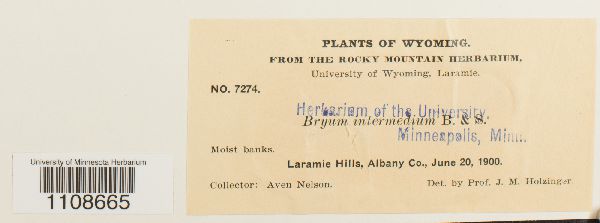 PLANTS OF WYOMING.
FROM THE ROCKY MOUNTAIN HERBARIUM,
University of Wyoming, Laramie.
NO. 7274.
Herbarium of the University
Bryum intermedium B. & S.
Minneapolis, Minn.
Moist banks.
Laramie Hills, Albany Co., June 20, 1900.
Collector: Aven Nelson. Det. by Prof. J. M. Holzinger
University of Minnesota Herbarium
1108665